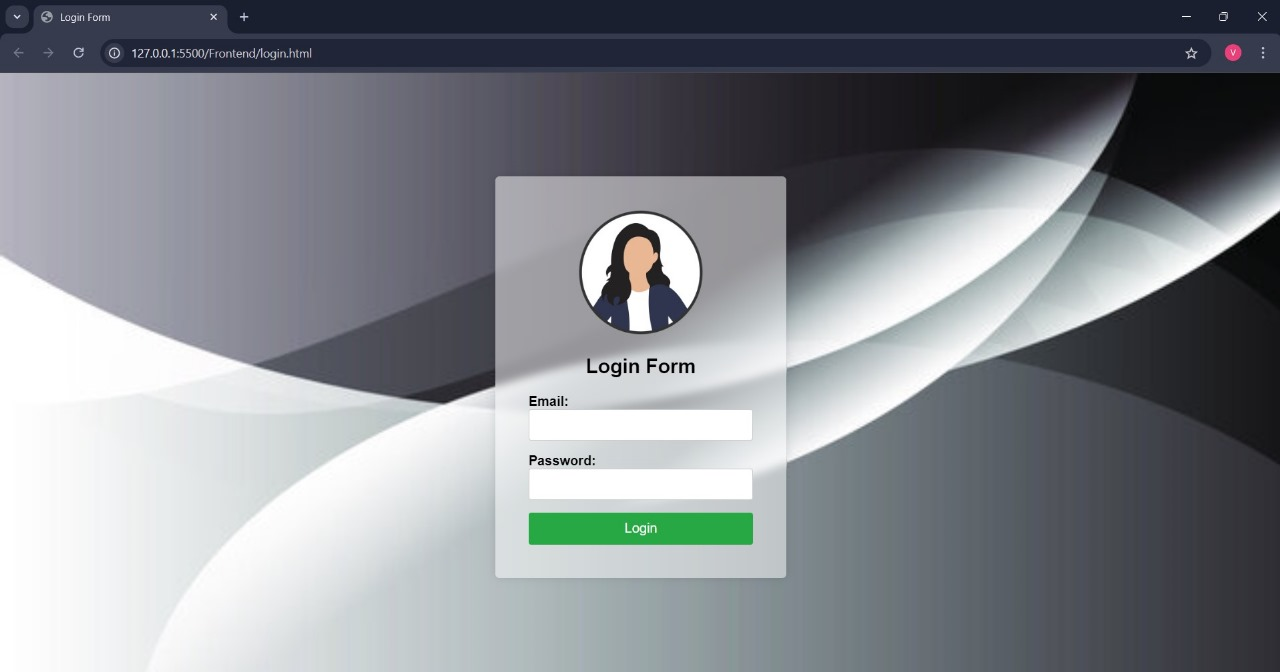 Login Form
127.0.0.1:5500/Frontend/login.html
V
Login Form
Email:
Password:
Login